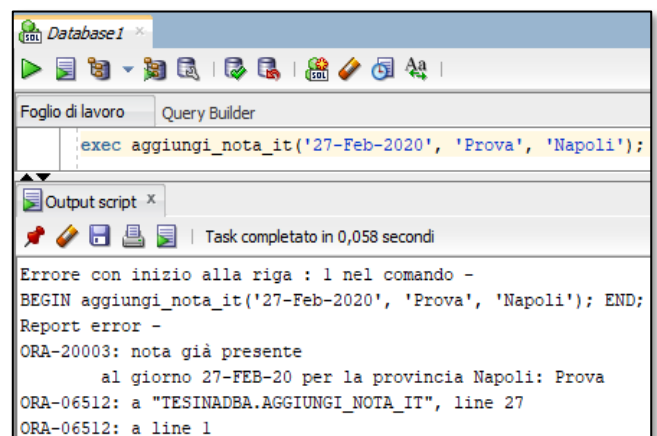 Database1
Foglio di lavoro Query Builder
exec aggiungi_nota_it('27-Feb-2020', 'Prova', 'Napoli');
Output script
Task completato in 0,058 secondi
Errore con inizio alla riga : 1 nel comando -
BEGIN aggiungi_nota_it('27-Feb-2020', 'Prova', 'Napoli'); END;
Report error -
ORA-20003: nota già presente
al giorno 27-FEB-20 per la provincia Napoli: Prova
ORA-06512: a "TESINADBA.AGGIUNGI_NOTA_IT", line 27
ORA-06512: a line 1